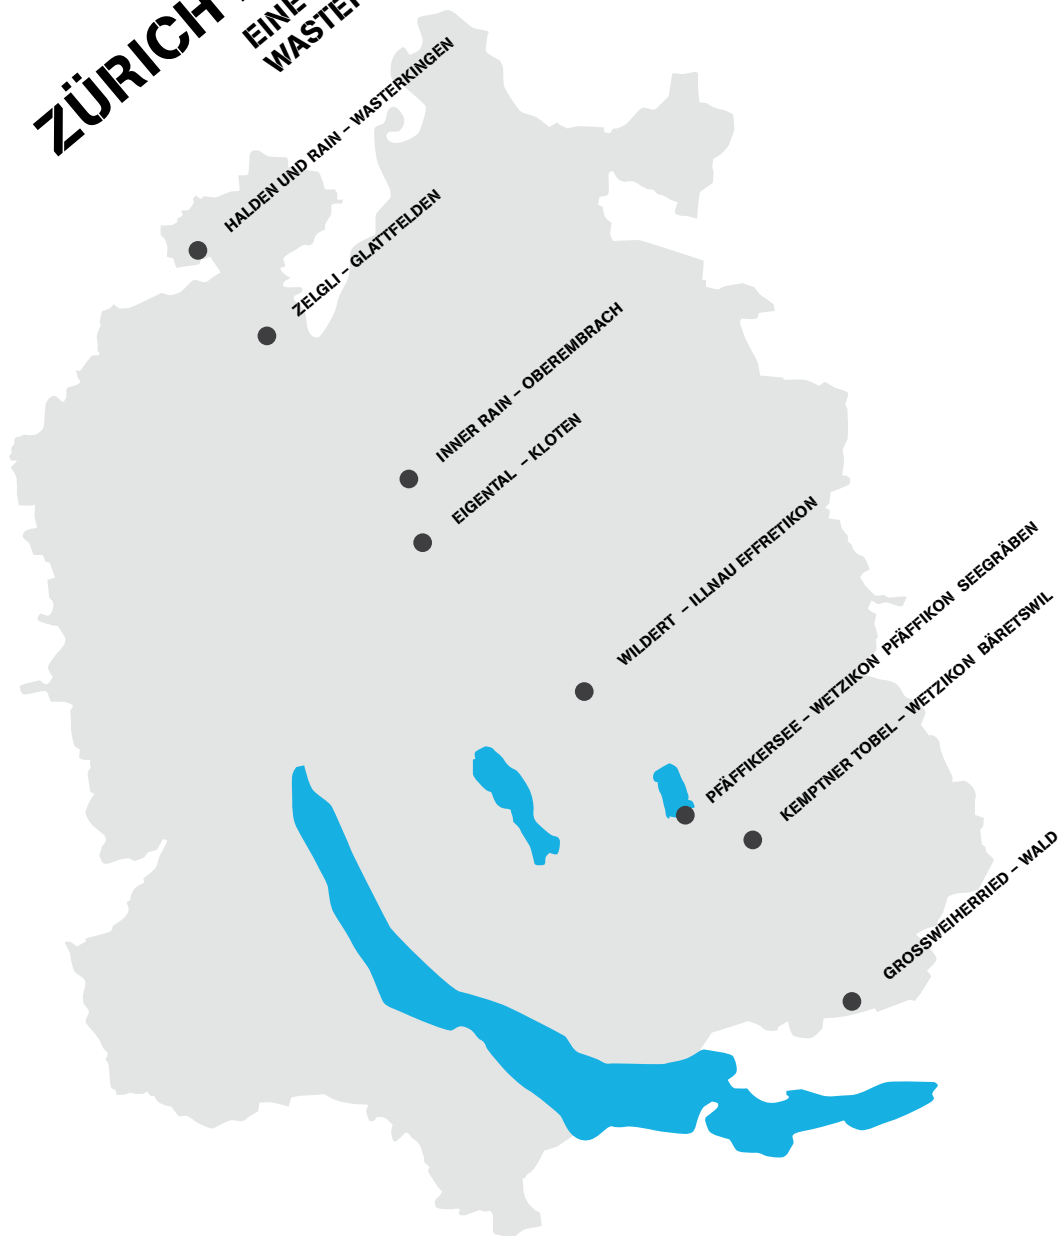 ZÜRICH
EINE
WASTER
HALDEN UND RAIN – WASTERKINGEN
ZELGLI – GLATTFELDEN
INNER RAIN – OBEREMBRACH
EIGENTAL – KLOTEN
WILDERT – ILLNAU EFFRETIKON
PFÄFFIKERSEE – WETZIKON PFÄFFIKON SEEGRÄBEN
KEMPTNER TOBEL – WETZIKON BÄRETSWIL
GROSSWEIHERRIED – WALD